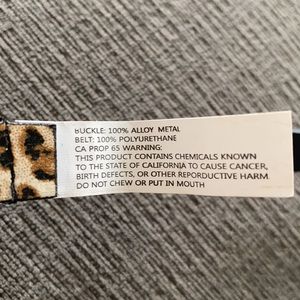 BUCKLE: 100% ALLOY METAL
BELT: 100% POLYURETHANE
CA PROP 65 WARNING:
THIS PRODUCT CONTAINS CHEMICALS KNOWN
TO THE STATE OF CALIFORNIA TO CAUSE CANCER,
BIRTH DEFECTS, OR OTHER REPORODUCTIVE HARM
DO NOT CHEW OR PUT IN MOUTH